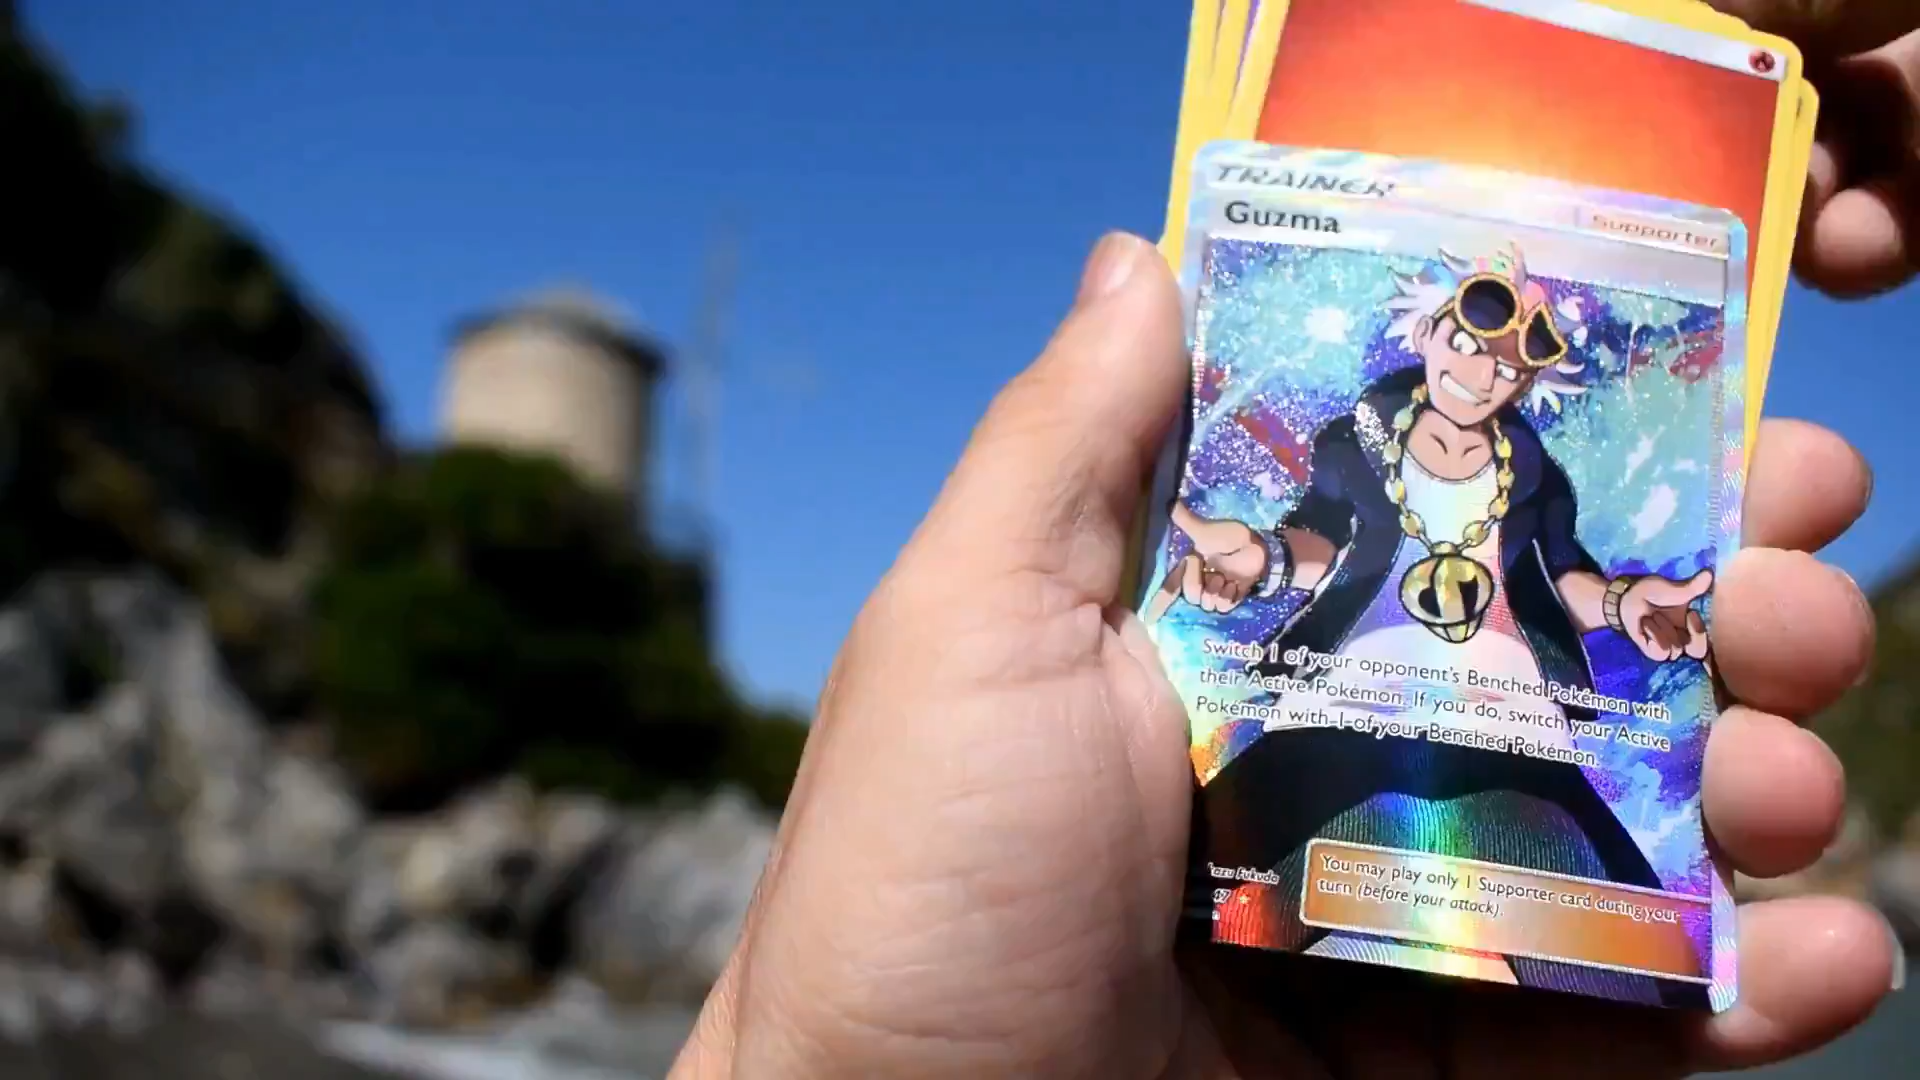 TRAINER
Guzma
Supporter
Switch 1 of your opponent's Benched Pokémon with
their Active Pokémon. If you do, switch your Active
Pokémon with 1 of your Benched Pokémon.
You may play only 1 Supporter card during your
turn (before your attack).
Fukuda